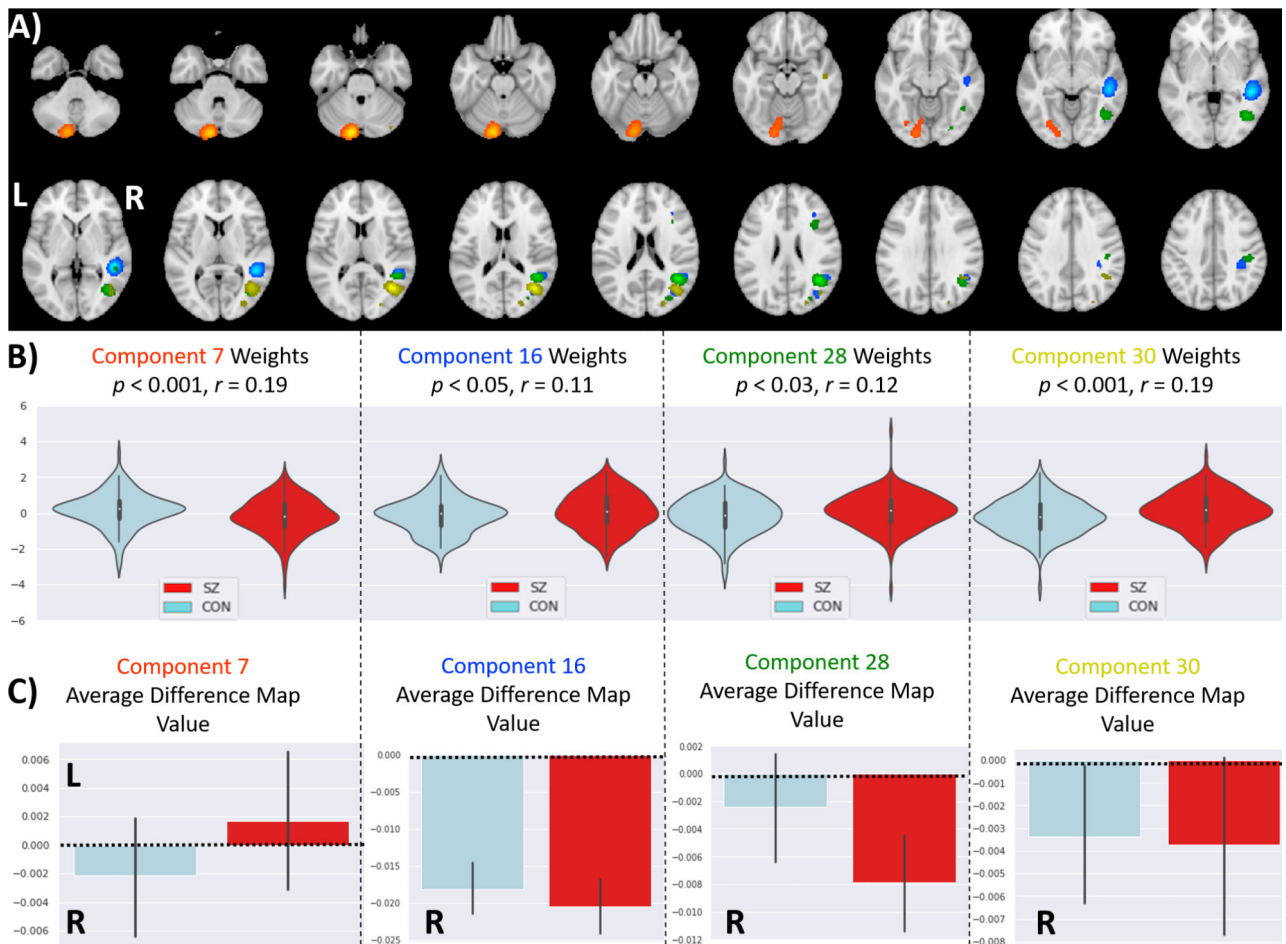 A)
L R
B)
Component 7 Weights
p < 0.001, r = 0.19
Component 16 Weights
p < 0.05, r = 0.11
Component 28 Weights
p < 0.03, r = 0.12
Component 30 Weights
p < 0.001, r = 0.19
6
4
2
0
−2
−4
−6
SZ
CON
SZ
CON
SZ
CON
SZ
CON
C)
Component 7
Average Difference Map
Value
Component 16
Average Difference Map
Value
Component 28
Average Difference Map
Value
Component 30
Average Difference Map
Value
0.006
0.004
0.002
0.000
−0.002
−0.004
−0.006
L
R
0.000
−0.005
−0.010
−0.015
−0.020
−0.025
R
0.002
0.000
−0.002
−0.004
−0.006
−0.008
−0.010
−0.012
R
0.000
−0.001
−0.002
−0.003
−0.004
−0.005
−0.006
−0.007
−0.008
R